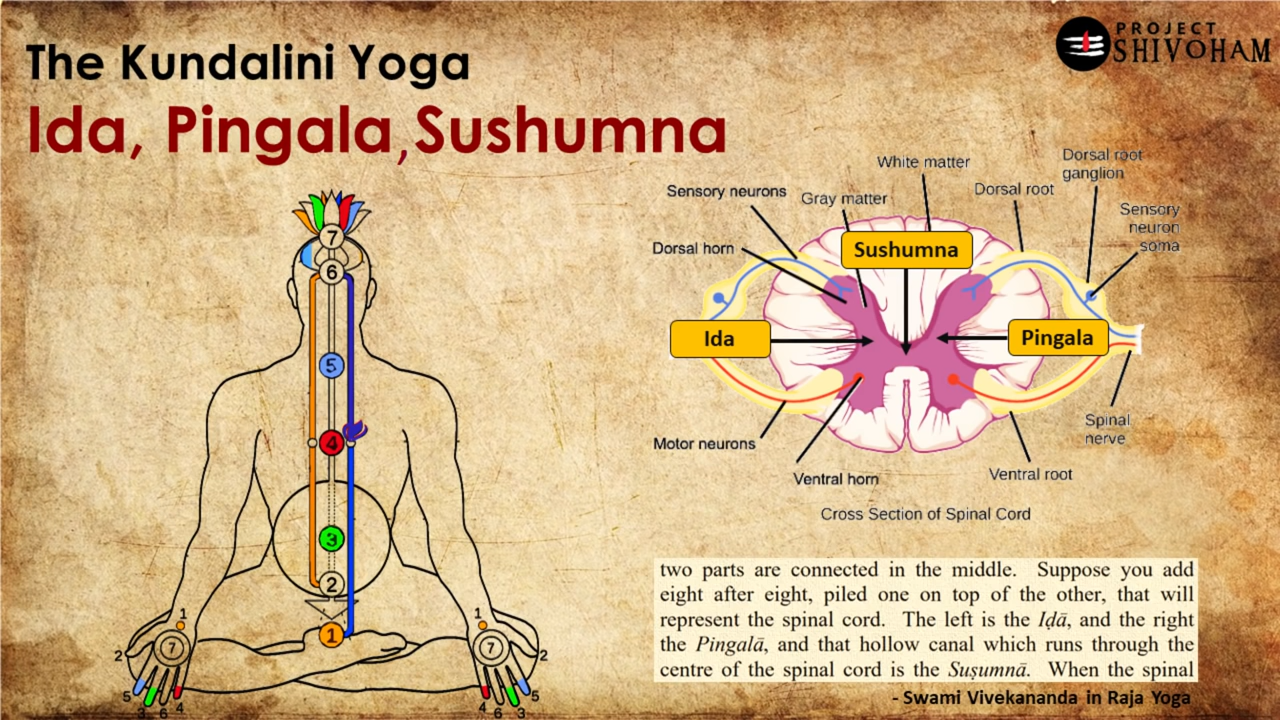 The Kundalini Yoga
Ida, Pingala,Sushumna
PROJECT
SHIVOHAM
7
6
5
4
3
2
1
1
7
2
5
3
6
4
1
7
2
4
6
3
5
White matter
Dorsal root
ganglion
Sensory neurons
Gray matter
Dorsal root
Sensory
neuron
soma
Dorsal horn
Sushumna
Ida
Pingala
Spinal
nerve
Motor neurons
Ventral horn
Ventral root
Cross Section of Spinal Cord
two parts are connected in the middle. Suppose you add
eight after eight, piled one on top of the other, that will
represent the spinal cord. The left is the Iḍā, and the right
the Pingalā, and that hollow canal which runs through the
centre of the spinal cord is the Suṣumnā. When the spinal
- Swami Vivekananda in Raja Yoga